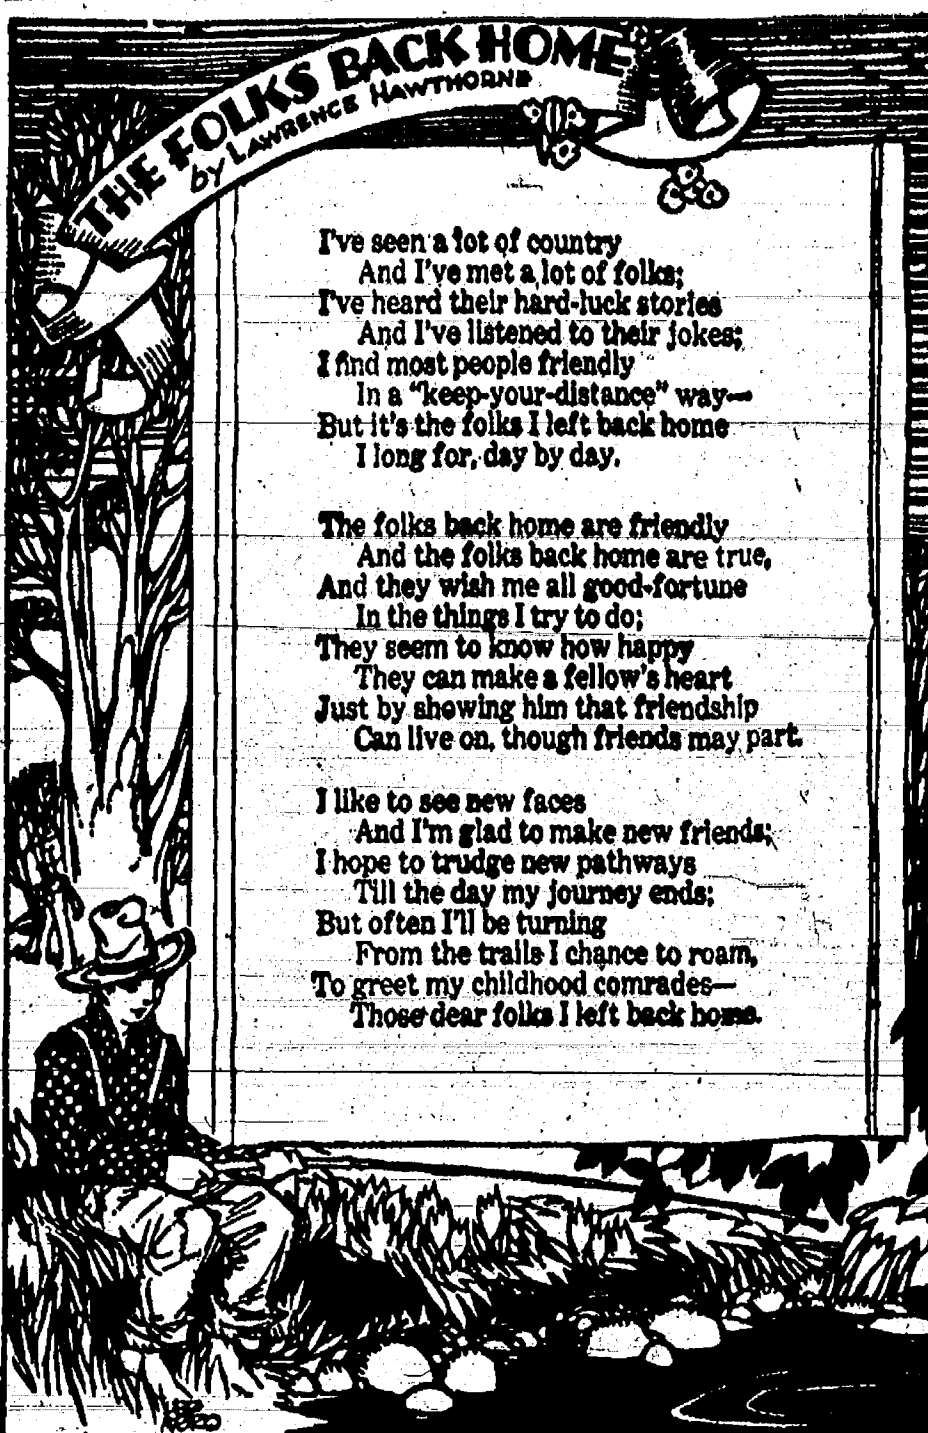 THE FOLKS BACK HOME
by LAWRENCE HAWTHORNE
I've seen a lot of country
And I've met a lot of folks;
I've heard their hard-luck stories
And I've listened to their jokes;
I find most people friendly
In a "keep-your-distance" way—
But it's the folks I left back home
I long for, day by day.
The folks back home are friendly
And the folks back home are true,
And they wish me all good-fortune
In the things I try to do;
They seem to know how happy
They can make a fellow's heart
Just by showing him that friendship
Can live on, though friends may part.
I like to see new faces
And I'm glad to make new friends;
I hope to trudge new pathways
Till the day my journey ends;
But often I'll be turning
From the trails I chance to roam,
To greet my childhood comrades—
Those dear folks I left back home.